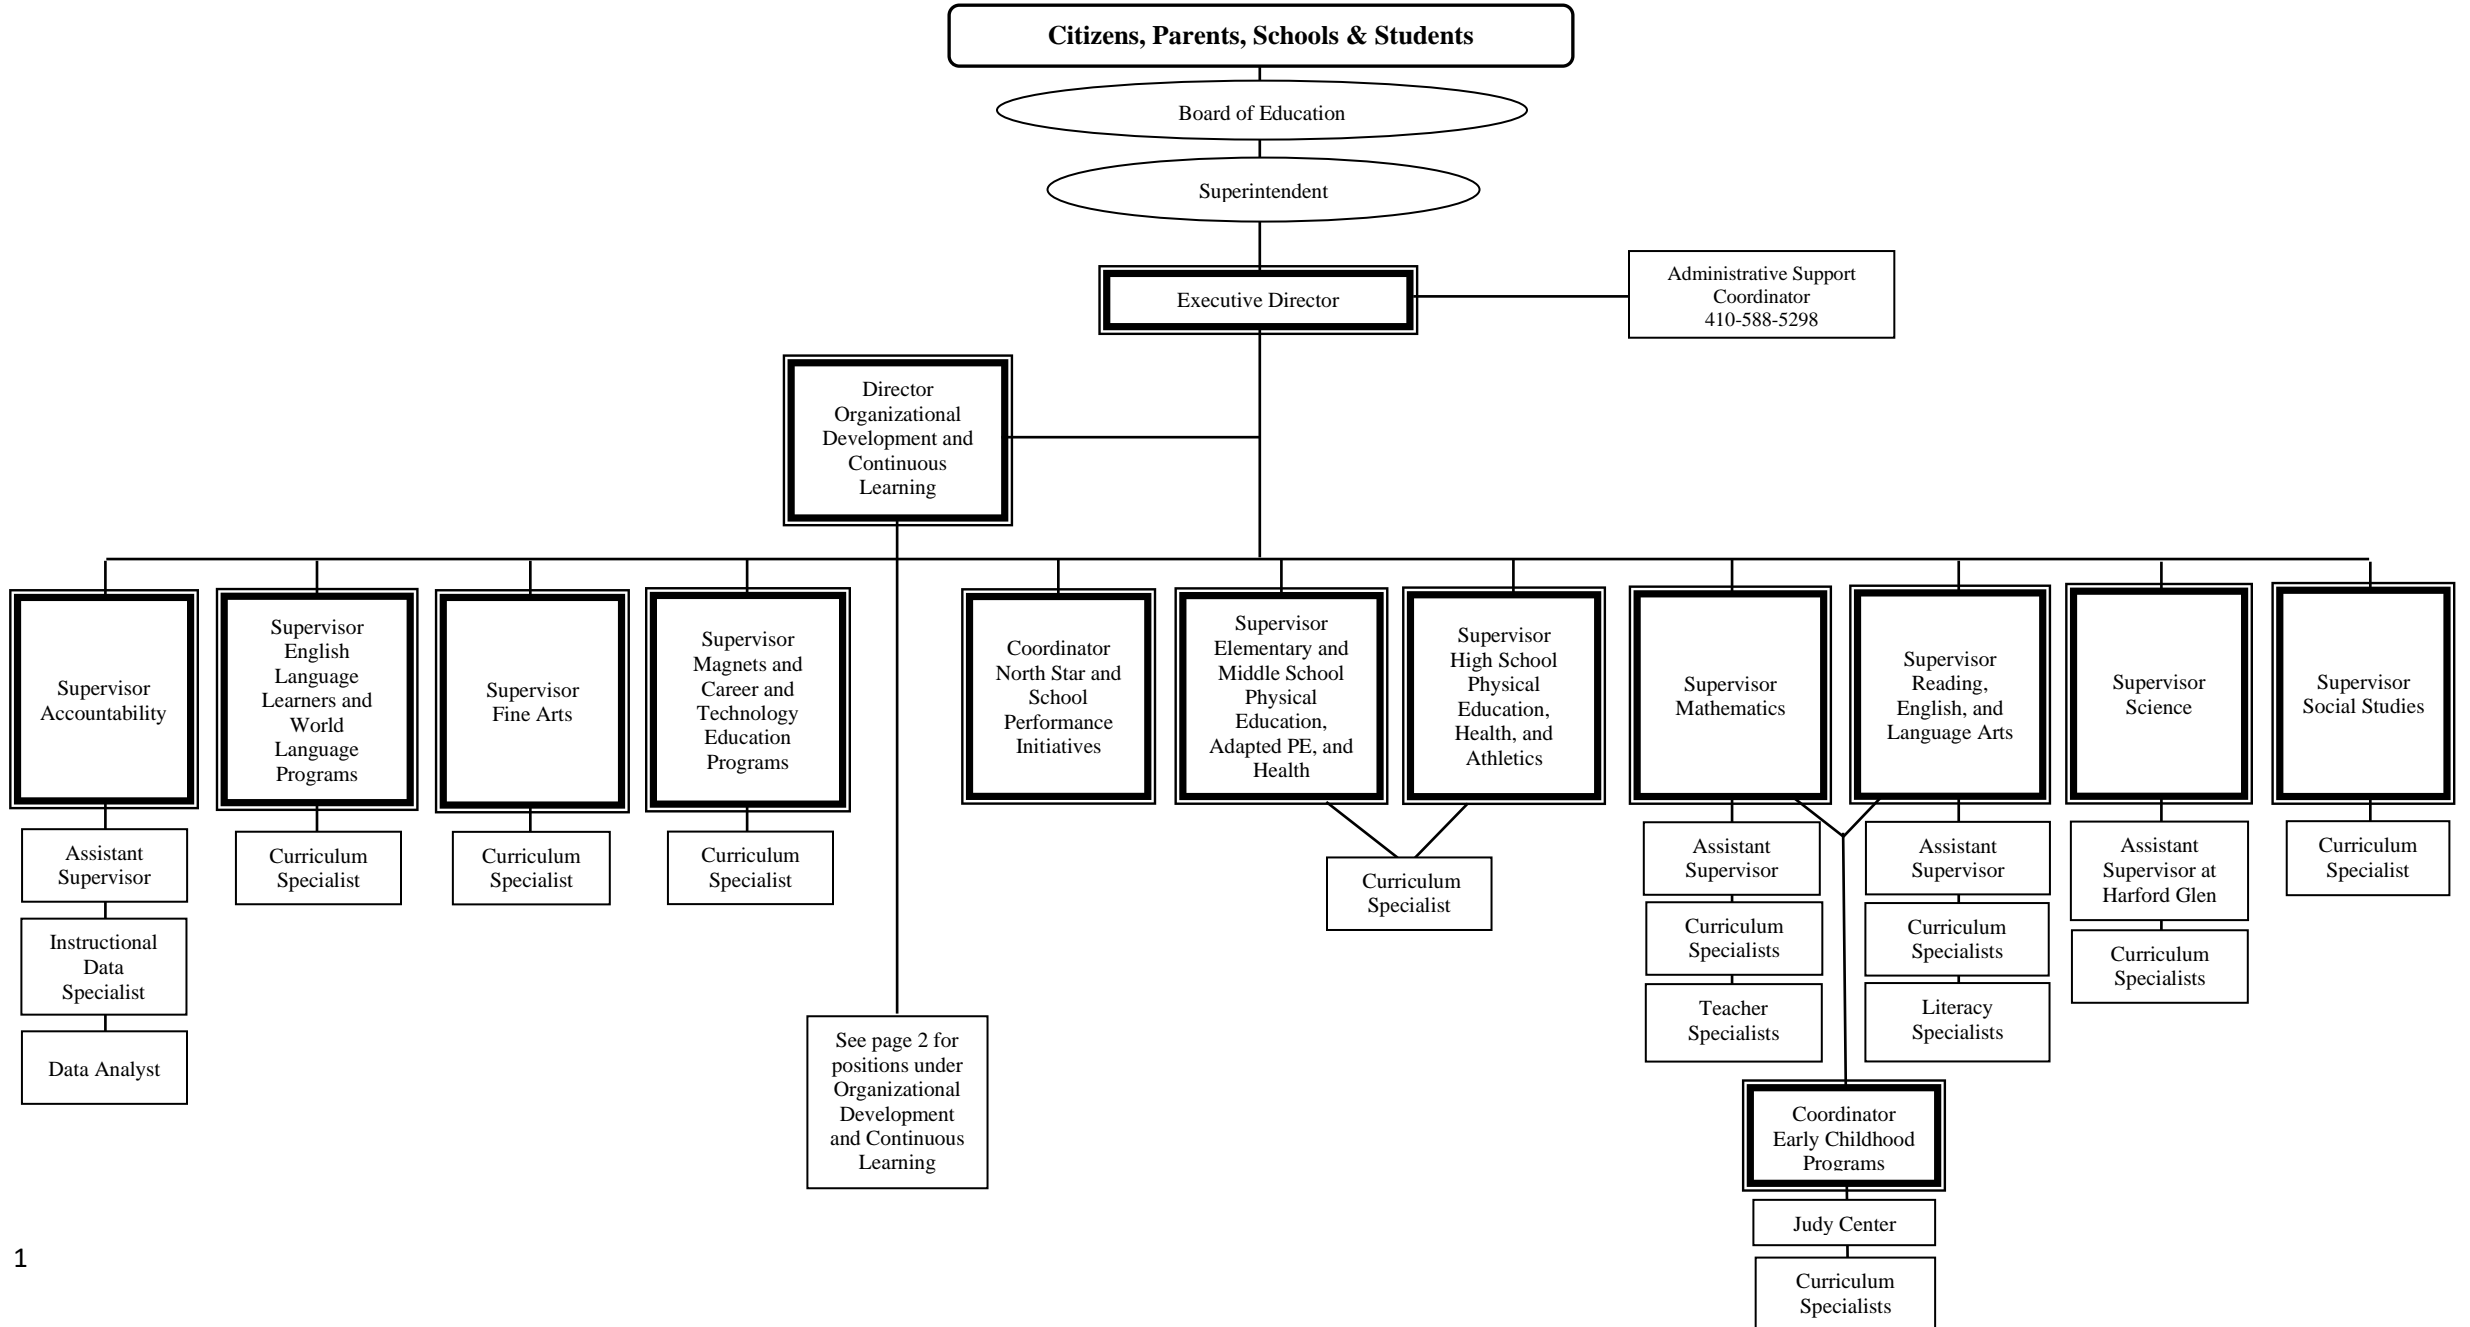 Citizens, Parents, Schools & Students
Board of Education
Superintendent
Executive Director
Administrative Support
Coordinator
410-588-5298
Director
Organizational
Development and
Continuous
Learning
Supervisor
Accountability
Supervisor
English
Language
Learners and
World
Language
Programs
Supervisor
Fine Arts
Supervisor
Magnets and
Career and
Technology
Education
Programs
Coordinator
North Star and
School
Performance
Initiatives
Supervisor
Elementary and
Middle School
Physical
Education,
Adapted PE, and
Health
Supervisor
High School
Physical
Education,
Health, and
Athletics
Supervisor
Mathematics
Supervisor
Reading,
English, and
Language Arts
Supervisor
Science
Supervisor
Social Studies
Assistant
Supervisor
Instructional
Data
Specialist
Data Analyst
Curriculum
Specialist
Curriculum
Specialist
Curriculum
Specialist
See page 2 for
positions under
Organizational
Development
and Continuous
Learning
Curriculum
Specialist
Assistant
Supervisor
Curriculum
Specialists
Teacher
Specialists
Assistant
Supervisor
Curriculum
Specialists
Literacy
Specialists
Assistant
Supervisor at
Harford Glen
Curriculum
Specialists
Curriculum
Specialist
Coordinator
Early Childhood
Programs
Judy Center
Curriculum
Specialists
1